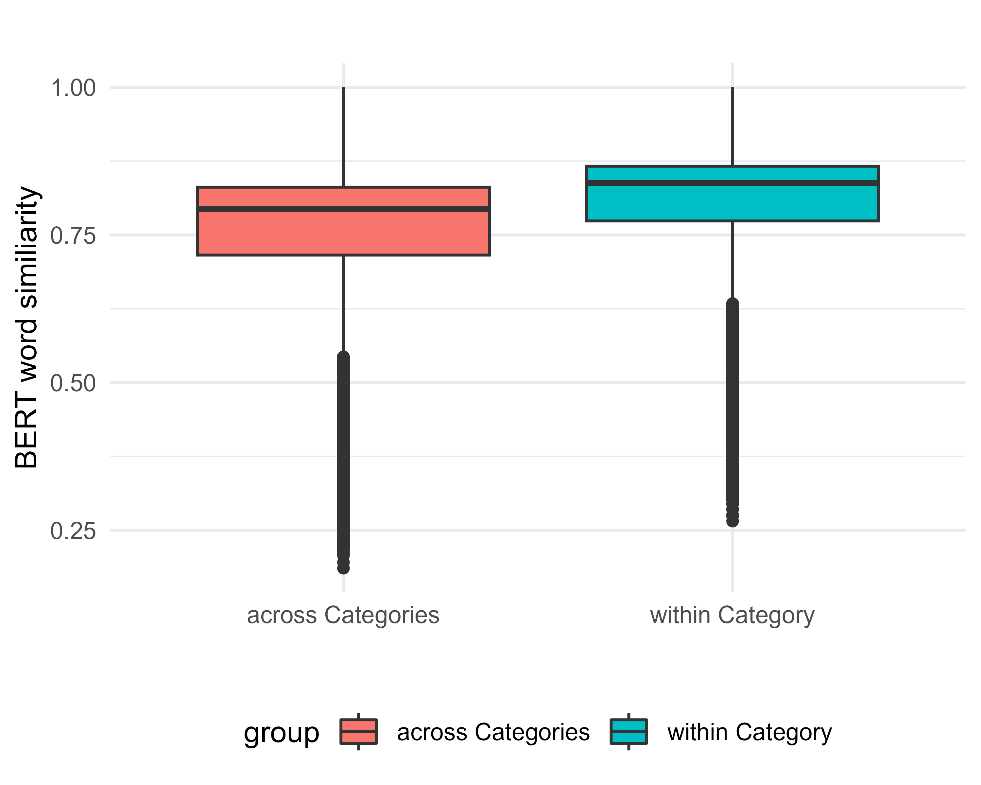 1.00
0.75
0.50
0.25
BERT word similiarity
across Categories
within Category
group
across Categories
within Category